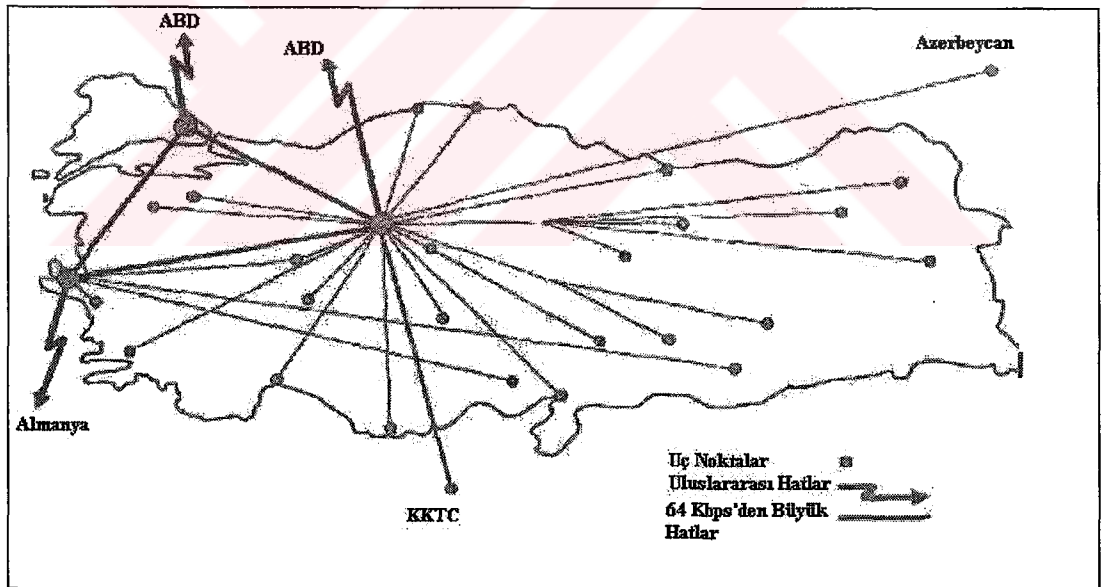 ABD
ABD
Azerbeycan
Almanya
KKTC
Uç Noktalar
Uluslararası Hatlar
64 Kbps'den Büyük
Hatlar